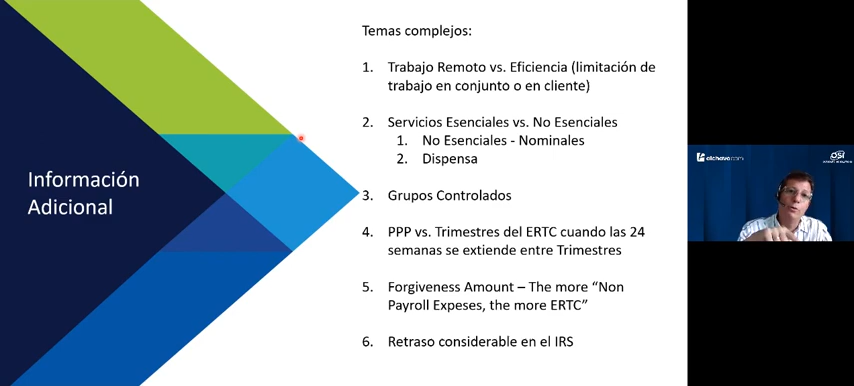 Información
Adicional
Temas complejos:
1. Trabajo Remoto vs. Eficiencia (limitación de
trabajo en conjunto o en cliente)
2. Servicios Esenciales vs. No Esenciales
1. No Esenciales - Nominales
2. Dispensa
3. Grupos Controlados
4. PPP vs. Trimestres del ERTC cuando las 24
semanas se extiende entre Trimestres
5. Forgiveness Amount – The more “Non
Payroll Expeses, the more ERTC”
6. Retraso considerable en el IRS
elchavo.com